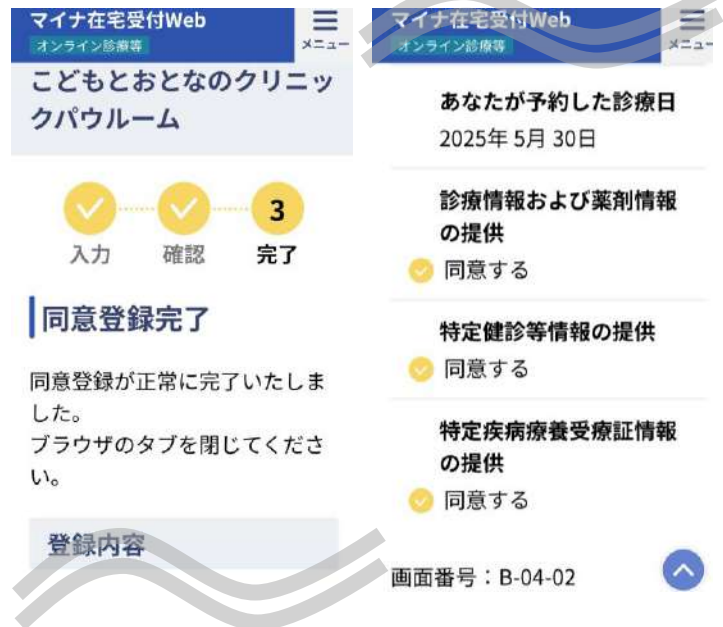 マイナ在宅受付Web
オンライン診療等
メニュー
こどもとおとなのクリニッ
クパウルーム
3
入力
確認
完了
同意登録完了
同意登録が正常に完了いたしま
した。
ブラウザのタブを閉じてくださ
い。
登録内容
マイナ在宅受付Web
オンライン診療等
メニュー
あなたが予約した診療日
2025年 5月 30日
診療情報および薬剤情報
の提供
同意する
特定健診等情報の提供
同意する
特定疾病療養受療証情報
の提供
同意する
画面番号：B-04-02